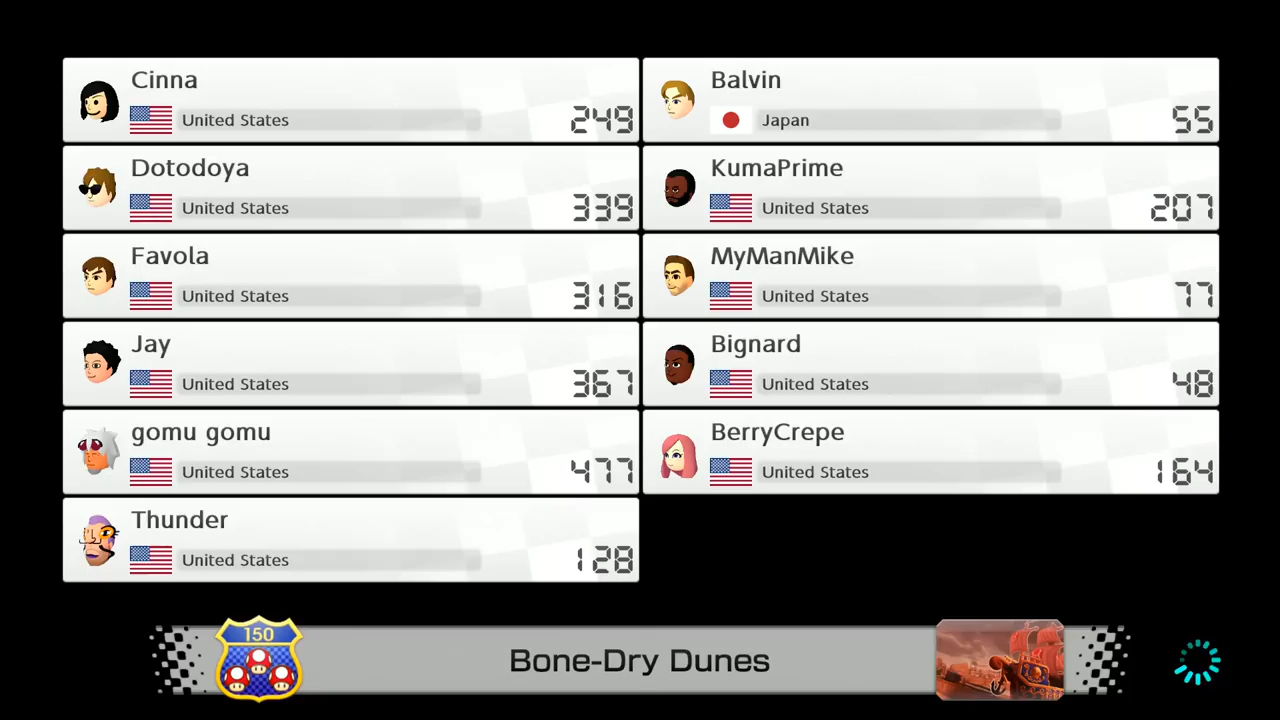 Cinna
United States
249
Dotodoya
United States
339
Favola
United States
316
Jay
United States
367
gomu gomu
United States
477
Thunder
United States
128
Balvin
Japan
55
KumaPrime
United States
207
MyManMike
United States
77
Bignard
United States
48
BerryCrepe
United States
164
150
Bone-Dry Dunes